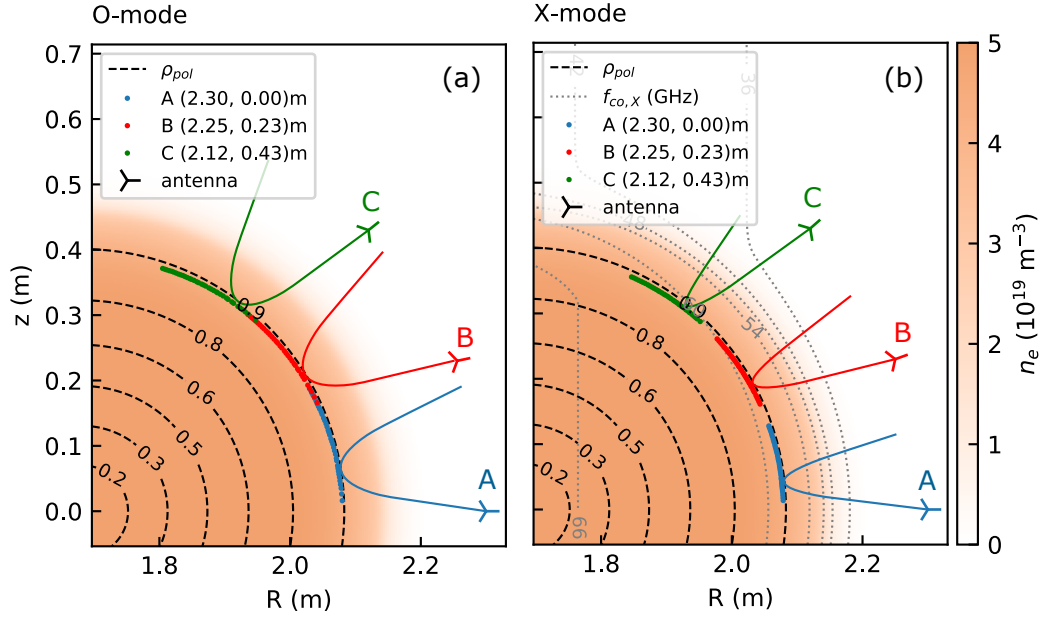 O-mode
X-mode
(a)
ρpol
A (2.30, 0.00)m
B (2.25, 0.23)m
C (2.12, 0.43)m
antenna
0.7
0.6
0.5
0.4
0.3
0.2
0.1
0.0
z (m)
C
B
A
0.9
0.8
0.6
0.5
0.3
0.2
1.8
2.0
2.2
R (m)
(b)
ρpol
fco,X (GHz)
A (2.30, 0.00)m
B (2.25, 0.23)m
C (2.12, 0.43)m
antenna
42
36
48
54
66
C
B
A
0.9
0.8
0.6
0.5
0.3
0.2
1.8
2.0
2.2
R (m)
5
4
3
2
1
0
ne (10^19 m^−3)